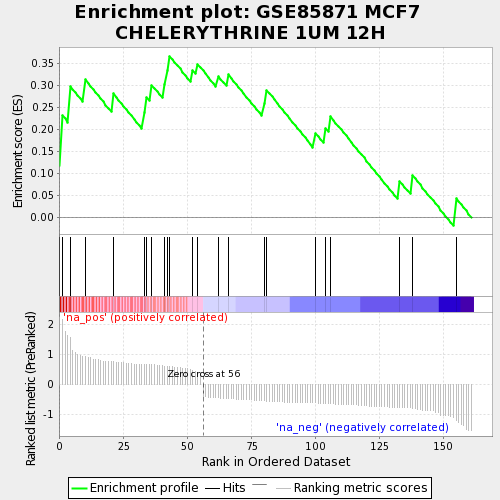 Enrichment plot: GSE85871 MCF7
CHELERYTHRINE 1UM 12H
Enrichment score (ES)
0.35
0.30
0.25
0.20
0.15
0.10
0.05
0.00
'na_pos' (positively correlated)
Ranked list metric (PreRanked)
2
1
0
-1
Zero cross at 56
'na_neg' (negatively correlated)
0 25 50 75 100 125 150
Rank in Ordered Dataset
Enrichment profile Hits Ranking metric scores